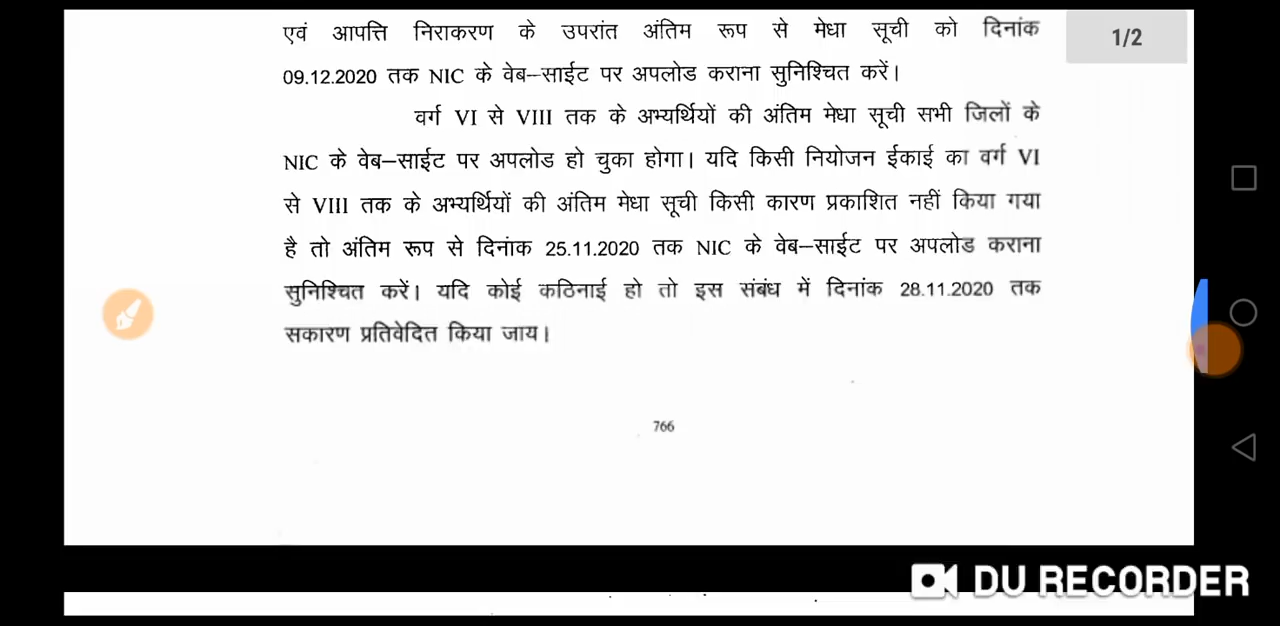 एवं आपत्ति निराकरण के उपरांत अंतिम रूप से मेधा सूची को दिनांक
1/2
09.12.2020 तक NIC के वेब–साईट पर अपलोड कराना सुनिश्चित करें।
वर्ग VI से VIII तक के अभ्यर्थियों की अंतिम मेधा सूची सभी जिलों के
NIC के वेब–साईट पर अपलोड हो चुका होगा। यदि किसी नियोजन ईकाई का वर्ग VI
से VIII तक के अभ्यर्थियों की अंतिम मेधा सूची किसी कारण प्रकाशित नहीं किया गया
है तो अंतिम रूप से दिनांक 25.11.2020 तक NIC के वेब–साईट पर अपलोड कराना
सुनिश्चित करें। यदि कोई कठिनाई हो तो इस संबंध में दिनांक 28.11.2020 तक
सकारण प्रतिवेदित किया जाय।
766
DU RECORDER